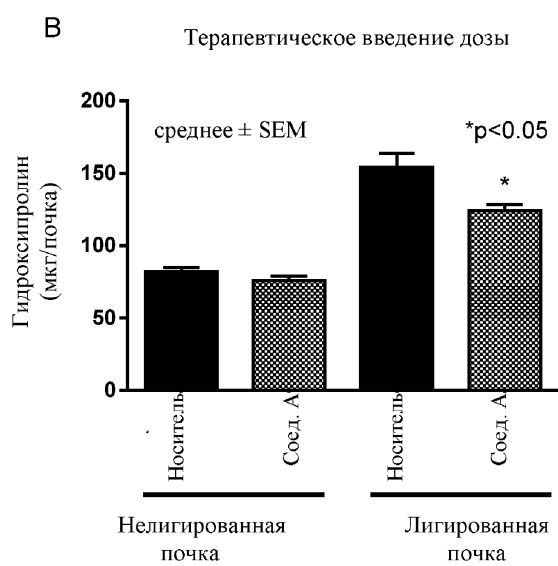 В
Терапевтическое введение дозы
среднее ± SEM
*p<0.05
*
200
150
100
50
0
Гидроксипролин
(мкг/почка)
Носитель
Соед. А
Носитель
Соед. А
Нелигированная
почка
Лигированная
почка